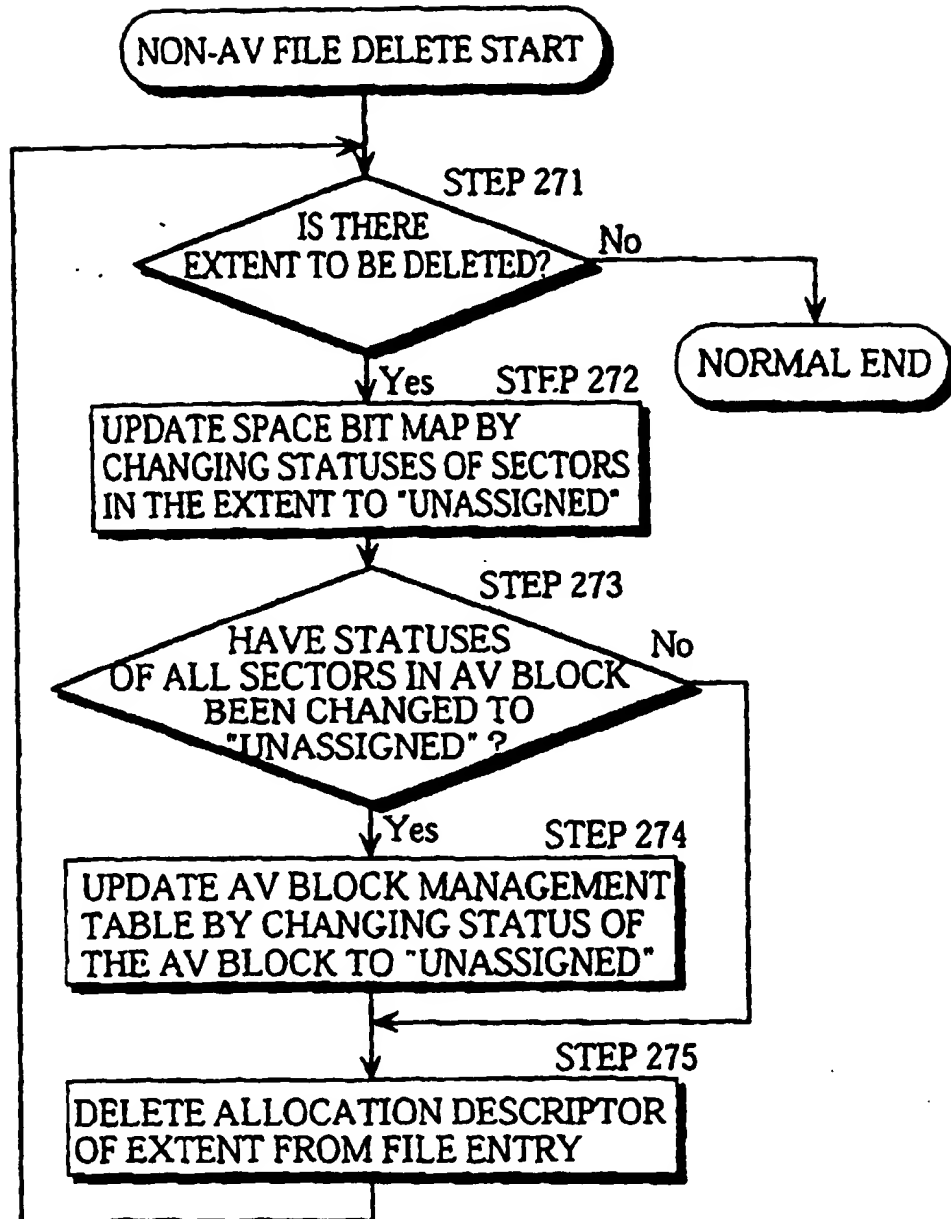 NON-AV FILE DELETE START
STEP 271
IS THERE
EXTENT TO BE DELETED?
No
NORMAL END
Yes
STEP 272
UPDATE SPACE BIT MAP BY
CHANGING STATUSES OF SECTORS
IN THE EXTENT TO "UNASSIGNED"
STEP 273
HAVE STATUSES
OF ALL SECTORS IN AV BLOCK
BEEN CHANGED TO
"UNASSIGNED" ?
No
Yes
STEP 274
UPDATE AV BLOCK MANAGEMENT
TABLE BY CHANGING STATUS OF
THE AV BLOCK TO "UNASSIGNED"
STEP 275
DELETE ALLOCATION DESCRIPTOR
OF EXTENT FROM FILE ENTRY